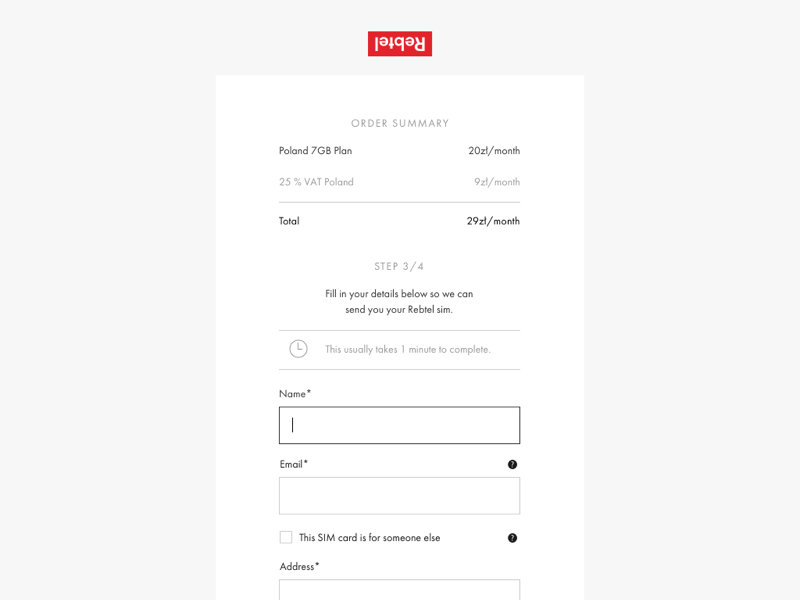 Rebtel
ORDER SUMMARY
Poland 7GB Plan 20zł/month
25 % VAT Poland 9zł/month
Total 29zł/month
STEP 3/4
Fill in your details below so we can
send you your Rebtel sim.
This usually takes 1 minute to complete.
Name*
Email* ?
This SIM card is for someone else ?
Address*